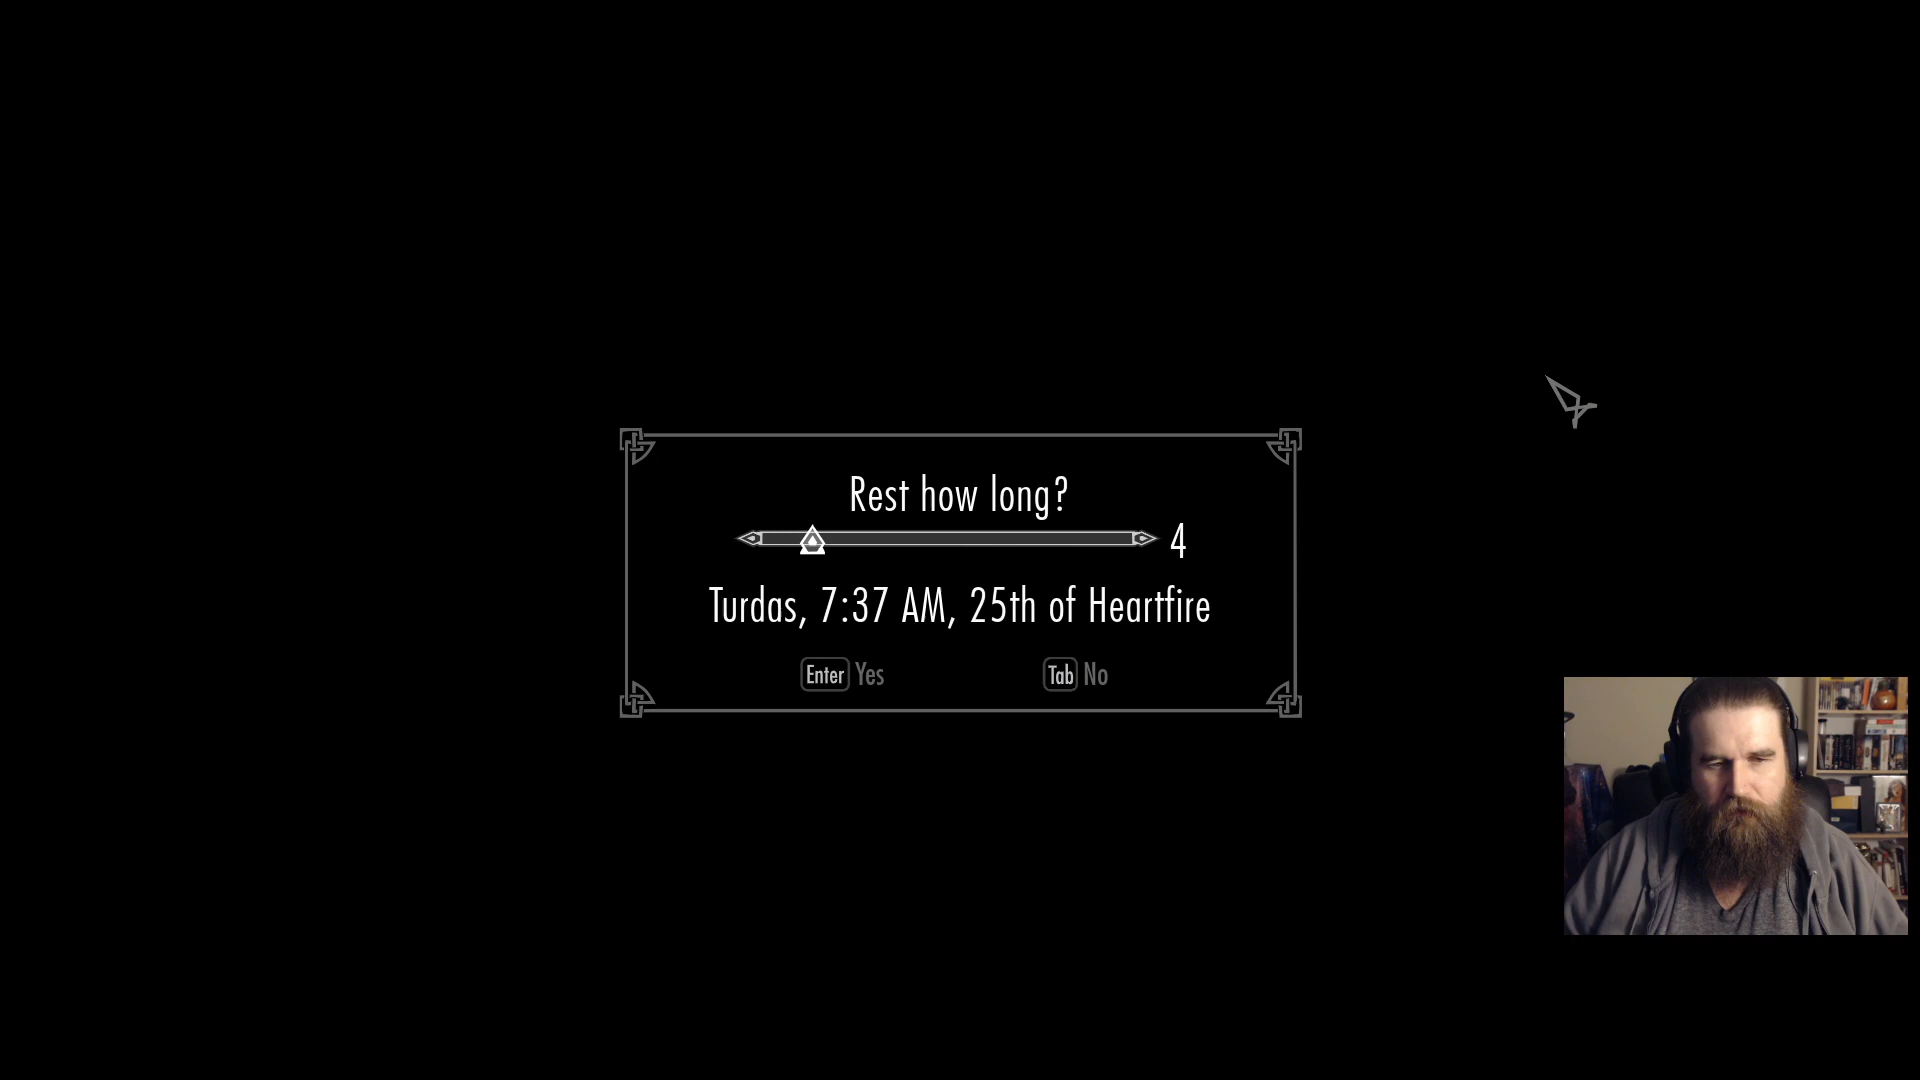 Rest how long?
4
Turdas, 7:37 AM, 25th of Heartfire
Enter Yes
Tab No